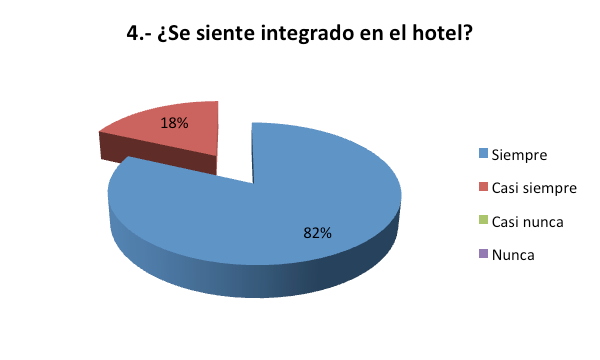 4.- ¿Se siente integrado en el hotel?
18%
82%
Siempre
Casi siempre
Casi nunca
Nunca